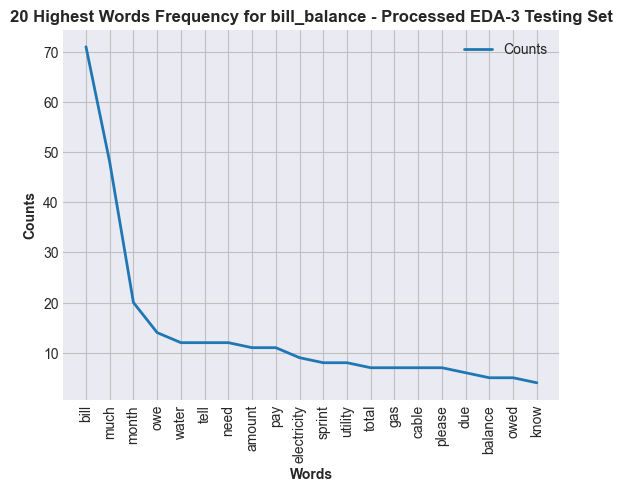 20 Highest Words Frequency for bill_balance - Processed EDA-3 Testing Set
Counts
70
60
50
40
30
20
10
Counts
bill
much
month
owe
water
tell
need
amount
pay
electricity
sprint
utility
total
gas
cable
please
due
balance
owed
know
Words